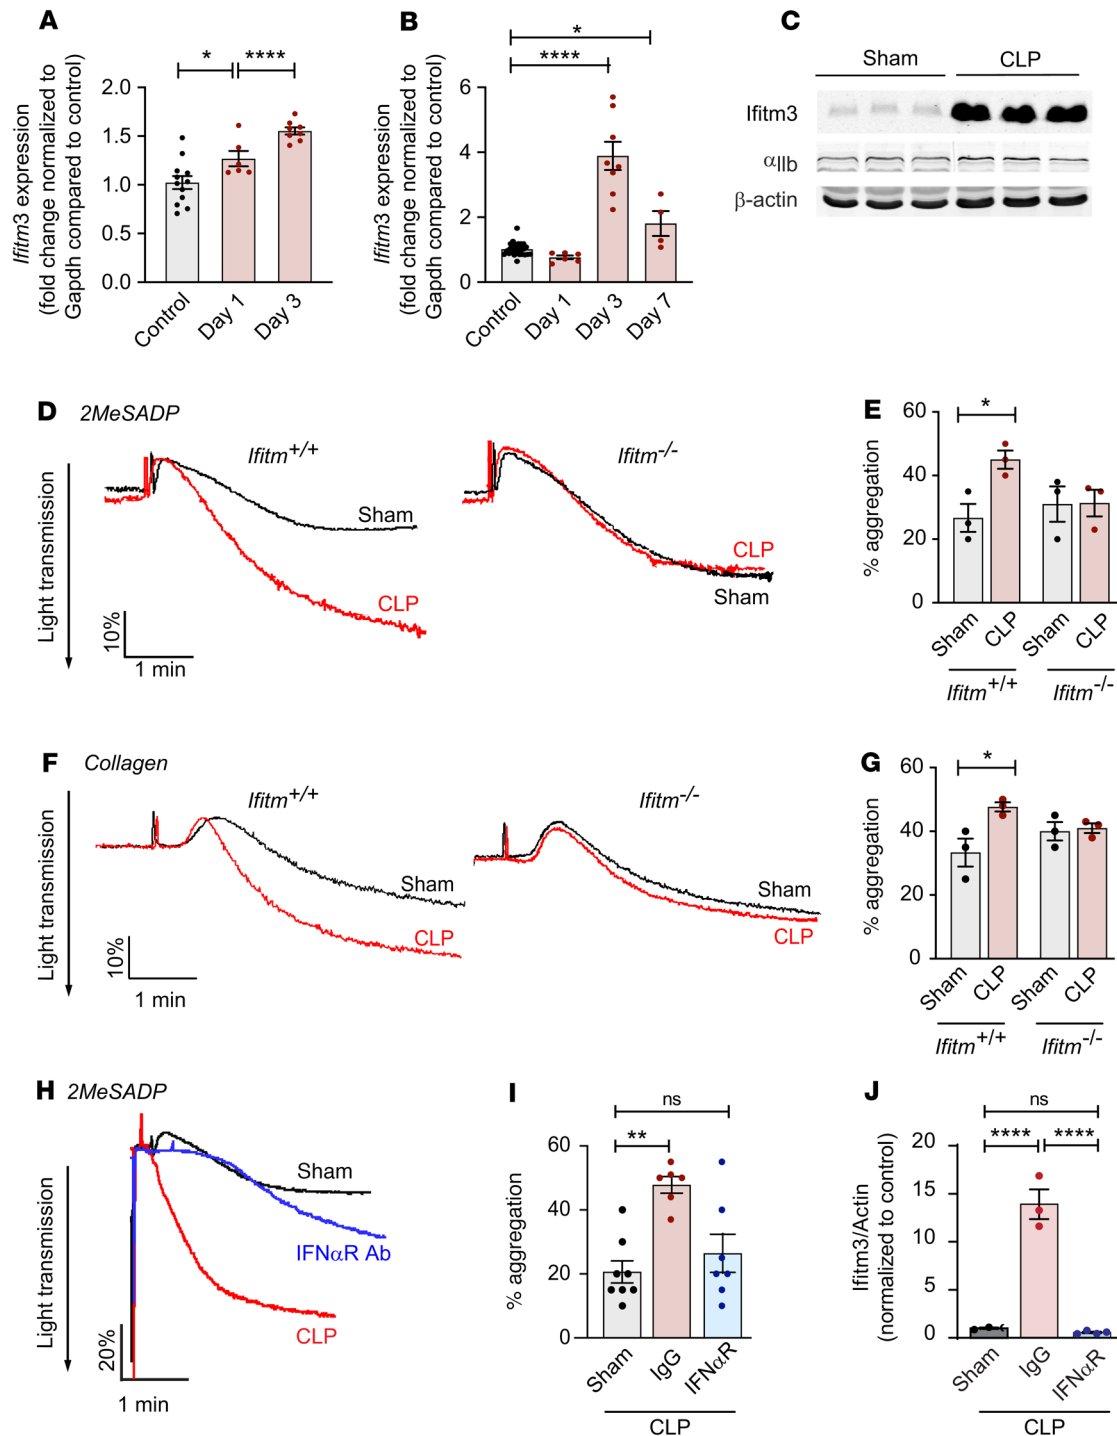 A
Ifitm3 expression
(fold change normalized to
Gapdh compared to control)
2.0
1.5
1.0
0.5
0.0
*
****
Control
Day 1
Day 3
B
Ifitm3 expression
(fold change normalized to
Gapdh compared to control)
6
4
2
0
*
****
Control
Day 1
Day 3
Day 7
C
Sham
CLP
Ifitm3
αIIb
β-actin
D
2MeSADP
Light transmission
Ifitm+/+
Sham
CLP
10%
1 min
Ifitm-/-
CLP
Sham
E
% aggregation
60
40
20
0
*
Sham
CLP
Sham
CLP
Ifitm+/+
Ifitm-/-
F
Collagen
Light transmission
Ifitm+/+
Sham
CLP
10%
1 min
Ifitm-/-
Sham
CLP
G
% aggregation
60
40
20
0
*
Sham
CLP
Sham
CLP
Ifitm+/+
Ifitm-/-
H
2MeSADP
Light transmission
Sham
IFNαR Ab
CLP
20%
1 min
I
% aggregation
60
40
20
0
ns
**
Sham
IgG
IFNαR
CLP
J
Ifitm3/Actin
(normalized to control)
20
15
10
5
0
ns
****
****
Sham
IgG
IFNαR
CLP